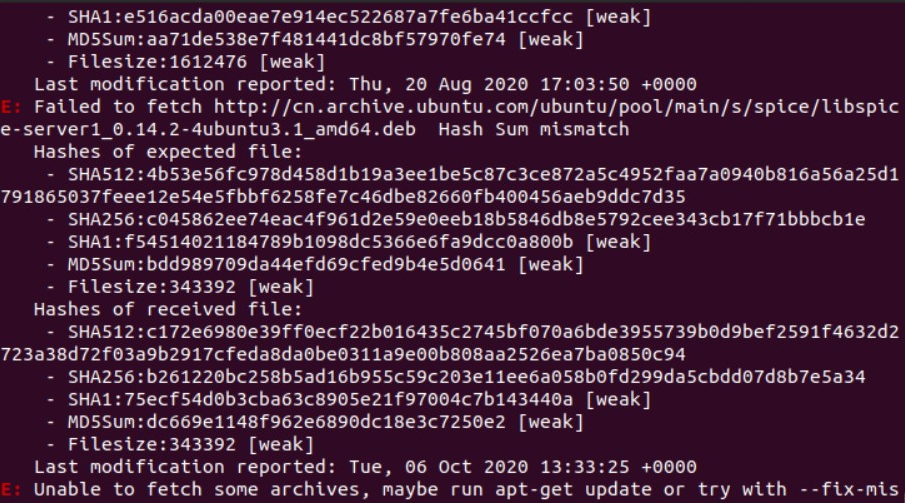 - SHA1:e516acda00eae7e914ec522687a7fe6ba41ccfcc [weak]
- MD5Sum:aa71de538e7f481441dc8bf57970fe74 [weak]
- Filesize:1612476 [weak]
Last modification reported: Thu, 20 Aug 2020 17:03:50 +0000
E: Failed to fetch http://cn.archive.ubuntu.com/ubuntu/pool/main/s/spice/libspic
e-server1_0.14.2-4ubuntu3.1_amd64.deb  Hash Sum mismatch
Hashes of expected file:
- SHA512:4b53e56fc978d458d1b19a3ee1be5c87c3ce872a5c4952faa7a0940b816a56a25d1
791865037feee12e54e5fbbf6258fe7c46dbe82660fb400456aeb9ddc7d35
- SHA256:c045862ee74eac4f961d2e59e0eeb18b5846db8e5792cee343cb17f71bbbcb1e
- SHA1:f54514021184789b1098dc5366e6fa9dcc0a800b [weak]
- MD5Sum:bdd989709da44efd69cfed9b4e5d0641 [weak]
- Filesize:343392 [weak]
Hashes of received file:
- SHA512:c172e6980e39ff0ecf22b016435c2745bf070a6bde3955739b0d9bef2591f4632d2
723a38d72f03a9b2917cfeda8da0be0311a9e00b808aa2526ea7ba0850c94
- SHA256:b261220bc258b5ad16b955c59c203e11ee6a058b0fd299da5cbdd07d8b7e5a34
- SHA1:75ecf54d0b3cba63c8905e21f97004c7b143440a [weak]
- MD5Sum:dc669e1148f962e6890dc18e3c7250e2 [weak]
- Filesize:343392 [weak]
Last modification reported: Tue, 06 Oct 2020 13:33:25 +0000
E: Unable to fetch some archives, maybe run apt-get update or try with --fix-mis